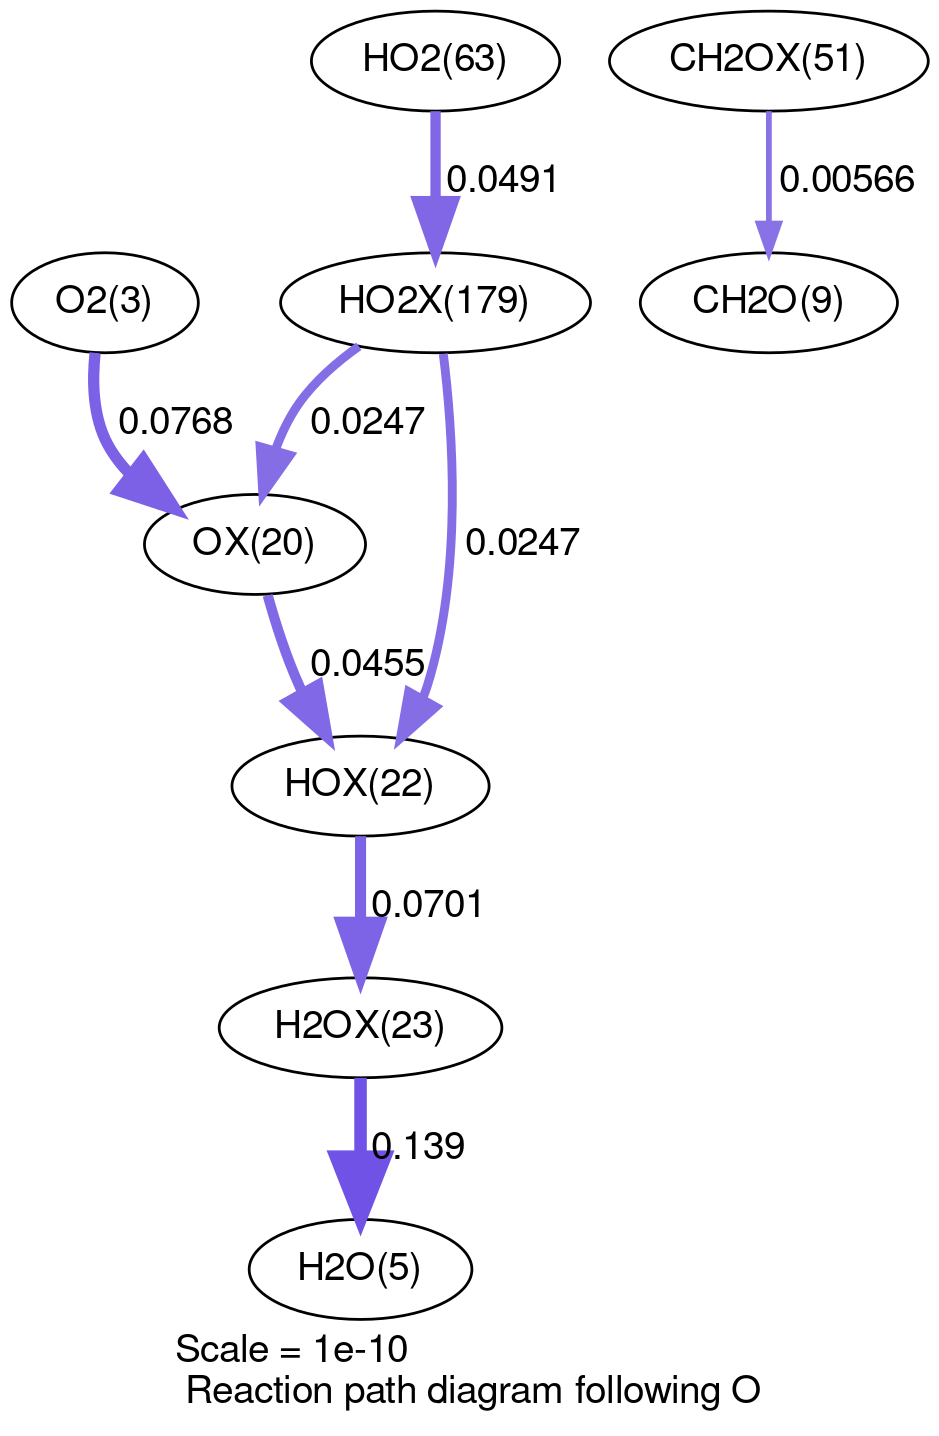 HO2(63)
CH2OX(51)
0.0491
0.00566
O2(3)
HO2X(179)
CH2O(9)
0.0768
0.0247
OX(20)
0.0247
0.0455
HOX(22)
0.0701
H2OX(23)
0.139
H2O(5)
Scale = 1e-10
Reaction path diagram following O